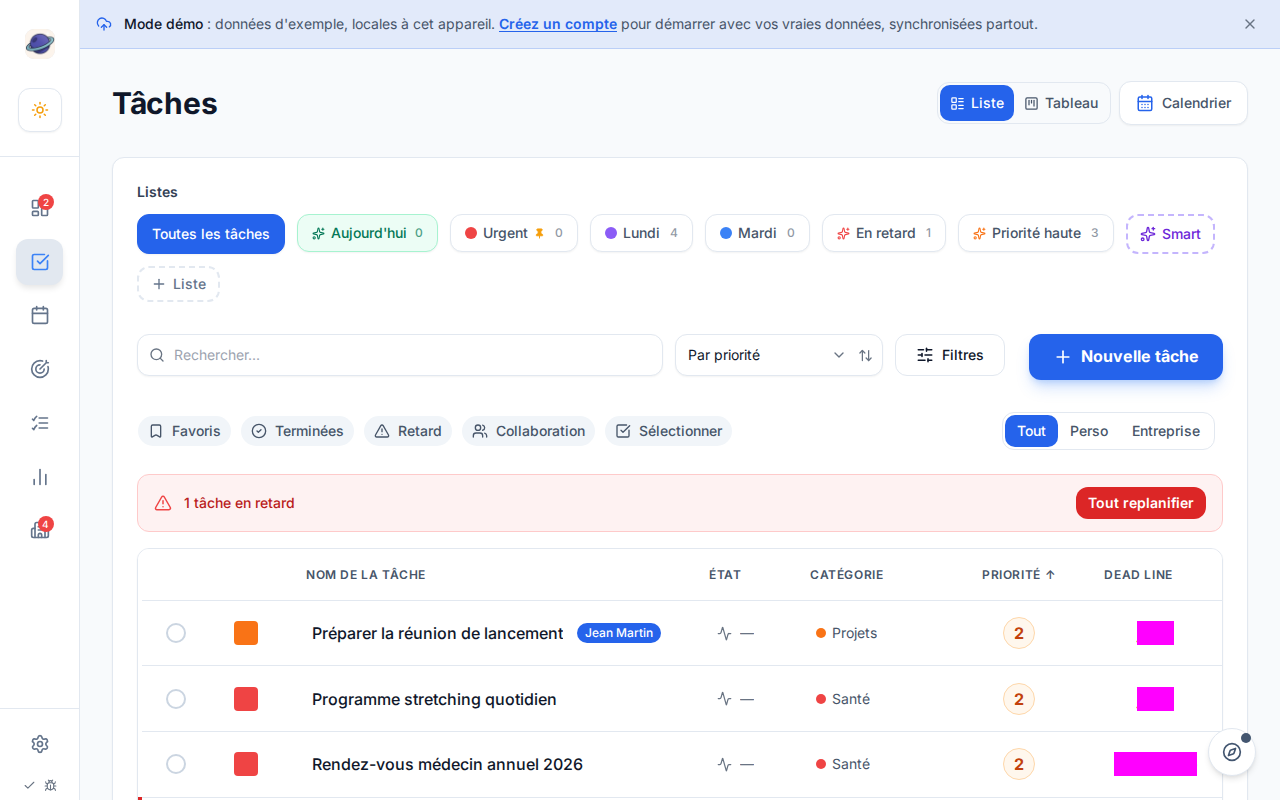 Mode démo : données d'exemple, locales à cet appareil. Créez un compte pour démarrer avec vos vraies données, synchronisées partout.
Tâches
Liste
Tableau
Calendrier
2
4
Listes
Toutes les tâches
Aujourd'hui 0
Urgent 0
Lundi 4
Mardi 0
En retard 1
Priorité haute 3
Smart
Liste
Rechercher...
Par priorité
Filtres
Nouvelle tâche
Favoris
Terminées
Retard
Collaboration
Sélectionner
Tout
Perso
Entreprise
1 tâche en retard
Tout replanifier
NOM DE LA TÂCHE
ÉTAT
CATÉGORIE
PRIORITÉ ↑
DEAD LINE
Préparer la réunion de lancement Jean Martin — Projets 2
Programme stretching quotidien — Santé 2
Rendez-vous médecin annuel 2026 — Santé 2